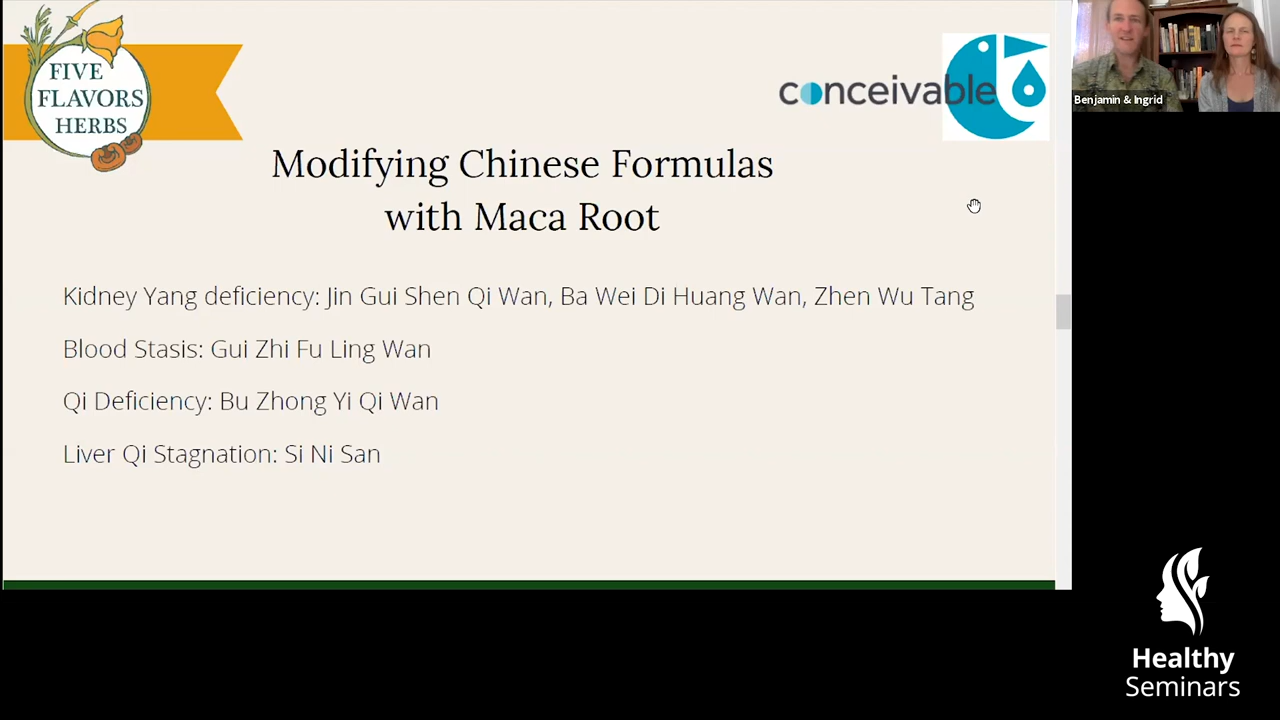 FIVE
FLAVORS
HERBS
conceivable
Benjamin & Ingrid
Modifying Chinese Formulas
with Maca Root
Kidney Yang deficiency: Jin Gui Shen Qi Wan, Ba Wei Di Huang Wan, Zhen Wu Tang
Blood Stasis: Gui Zhi Fu Ling Wan
Qi Deficiency: Bu Zhong Yi Qi Wan
Liver Qi Stagnation: Si Ni San
Healthy
Seminars